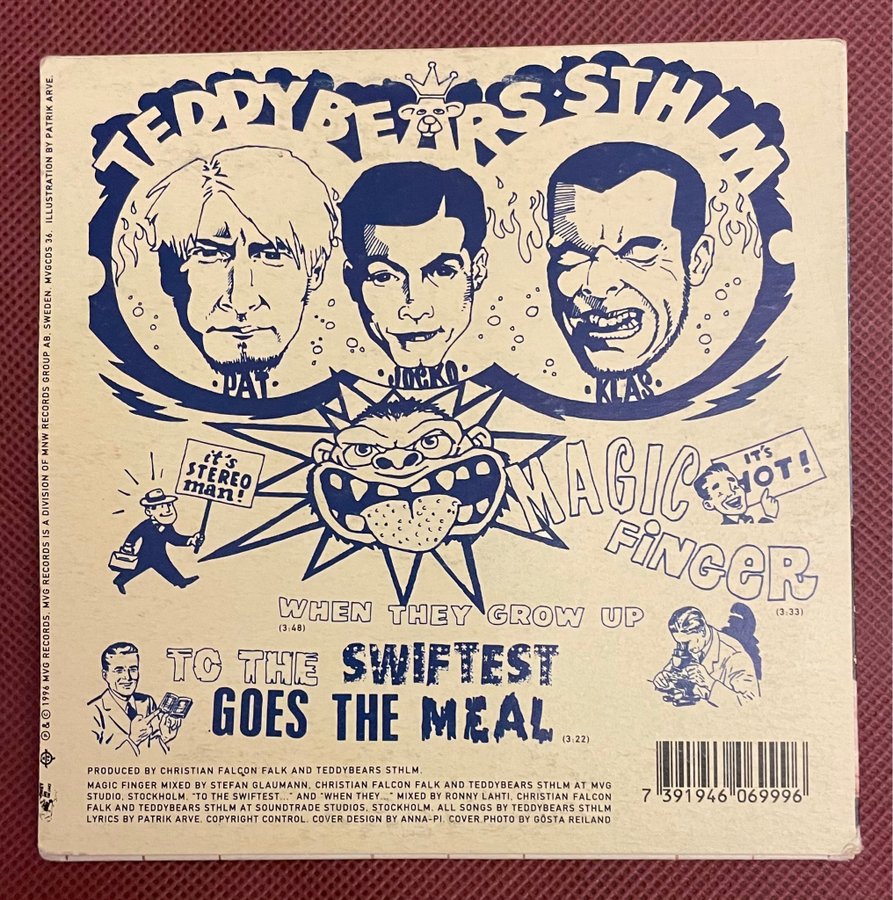 TEDDYBEARS·STHLM
·PAT·
·JOCKO·
·KLAS·
it's
STEREO
man!
MAGIC
FiNGeR
(3:33)
IT'S
HOT!
WHEN THEY GROW UP
(3:48)
TO THE SWIFTEST
GOES THE MEAL
(3:22)
PRODUCED BY CHRISTIAN FALCON FALK AND TEDDYBEARS STHLM.
MAGIC FINGER MIXED BY STEFAN GLAUMANN, CHRISTIAN FALCON FALK AND TEDDYBEARS STHLM AT MVG
STUDIO, STOCKHOLM. "TO THE SWIFTEST..." AND "WHEN THEY..." MIXED BY RONNY LAHTI, CHRISTIAN FALCON
FALK AND TEDDYBEARS STHLM AT SOUNDTRADE STUDIOS, STOCKHOLM. ALL SONGS BY TEDDYBEARS STHLM
LYRICS BY PATRIK ARVE. COPYRIGHT CONTROL. COVER DESIGN BY ANNA-PI. COVER PHOTO BY GÖSTA REILAND
7 391946 069996
℗ & © 1996 MVG RECORDS. MVG RECORDS IS A DIVISION OF MNW RECORDS GROUP AB, SWEDEN. MVGCDS 36. ILLUSTRATION BY PATRIK ARVE.